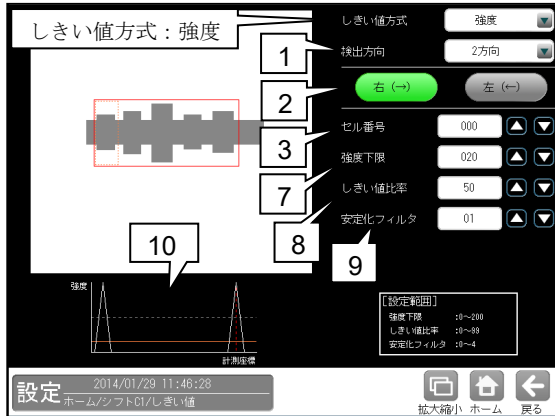 しきい値方式：強度
しきい値方式 強度
1 検出方向 2方向
2 右（→） 左（←）
3 セル番号 000
7 強度下限 020
8 しきい値比率 50
9 安定化フィルタ 01
10
強度
計測座標
[設定範囲]
強度下限 :0～200
しきい値比率 :0～99
安定化フィルタ :0～4
設定 2014/01/29 11:46:28
ホーム/シフトC1/しきい値
拡大縮小 ホーム 戻る